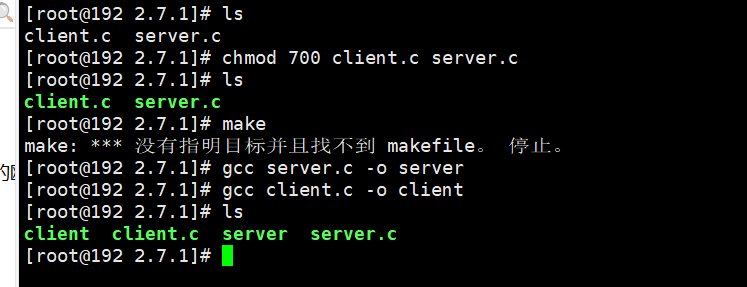 [root@192 2.7.1]# ls
client.c  server.c
[root@192 2.7.1]# chmod 700 client.c server.c
[root@192 2.7.1]# ls
client.c  server.c
[root@192 2.7.1]# make
make: *** 没有指明目标并且找不到 makefile。 停止。
[root@192 2.7.1]# gcc server.c -o server
的
[root@192 2.7.1]# gcc client.c -o client
[root@192 2.7.1]# ls
client  client.c  server  server.c
[root@192 2.7.1]#